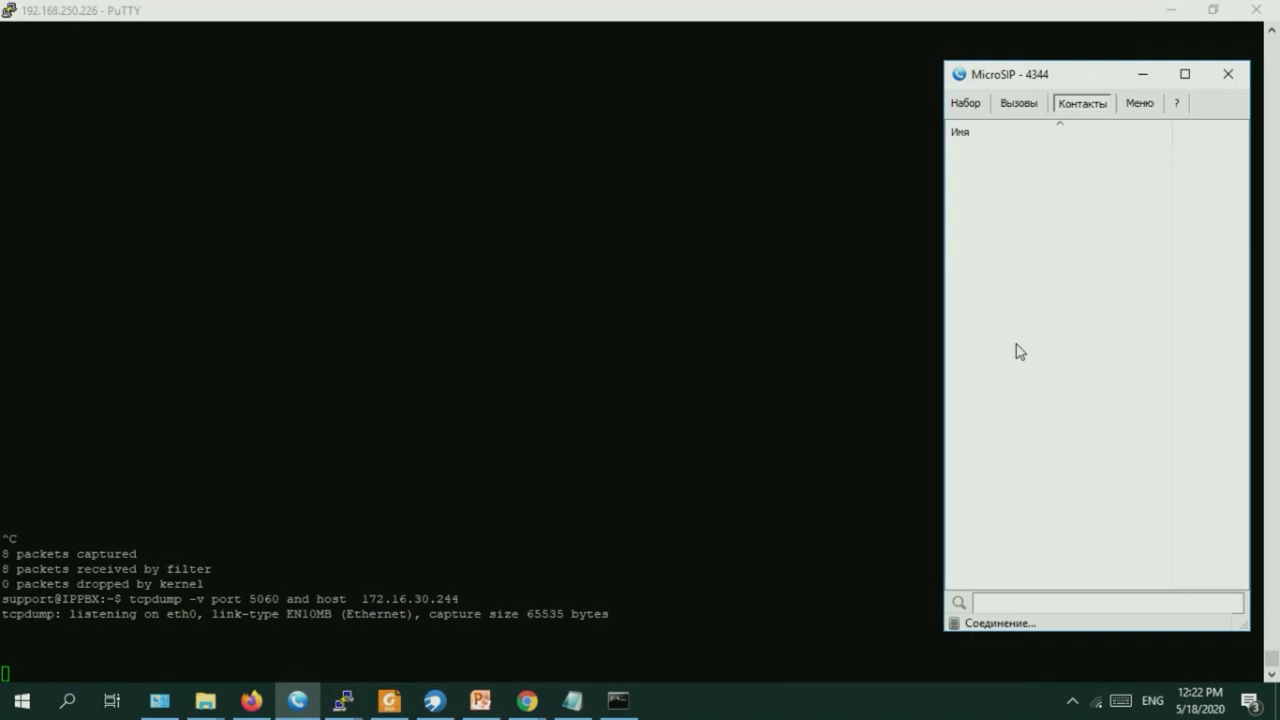 192.168.250.226 - PuTTY
MicroSIP - 4344
Набор Вызовы Контакты Меню ?
Имя
^C
8 packets captured
8 packets received by filter
0 packets dropped by kernel
support@IPPBX:~$ tcpdump -v port 5060 and host  172.16.30.244
tcpdump: listening on eth0, link-type EN10MB (Ethernet), capture size 65535 bytes
Соединение...
ENG
12:22 PM
5/18/2020
3